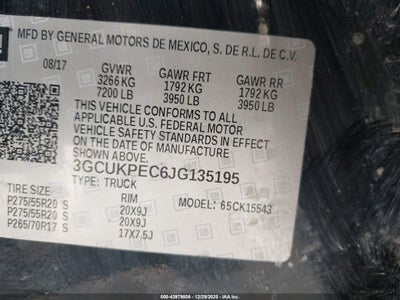 MFD BY GENERAL MOTORS DE MEXICO, S. DE R.L. DE C.V.
08/17 GVWR GAWR FRT GAWR RR
3266 KG 1792 KG 1792 KG
7200 LB 3950 LB 3950 LB
THIS VEHICLE CONFORMS TO ALL
APPLICABLE U.S. FEDERAL MOTOR
VEHICLE SAFETY STANDARDS IN EFFECT
ON THE DATE OF MANUFACTURE
SHOWN ABOVE.
3GCUKPEC6JG135195
TYPE: TRUCK MODEL: 65CK15543
TIRE SIZE RIM
P275/55R20 S 20X9J
P275/55R20 S 20X9J
P265/70R17 S 17X7.5J
© 43979809 - 12/29/2025 - IAA Holdings, LLC